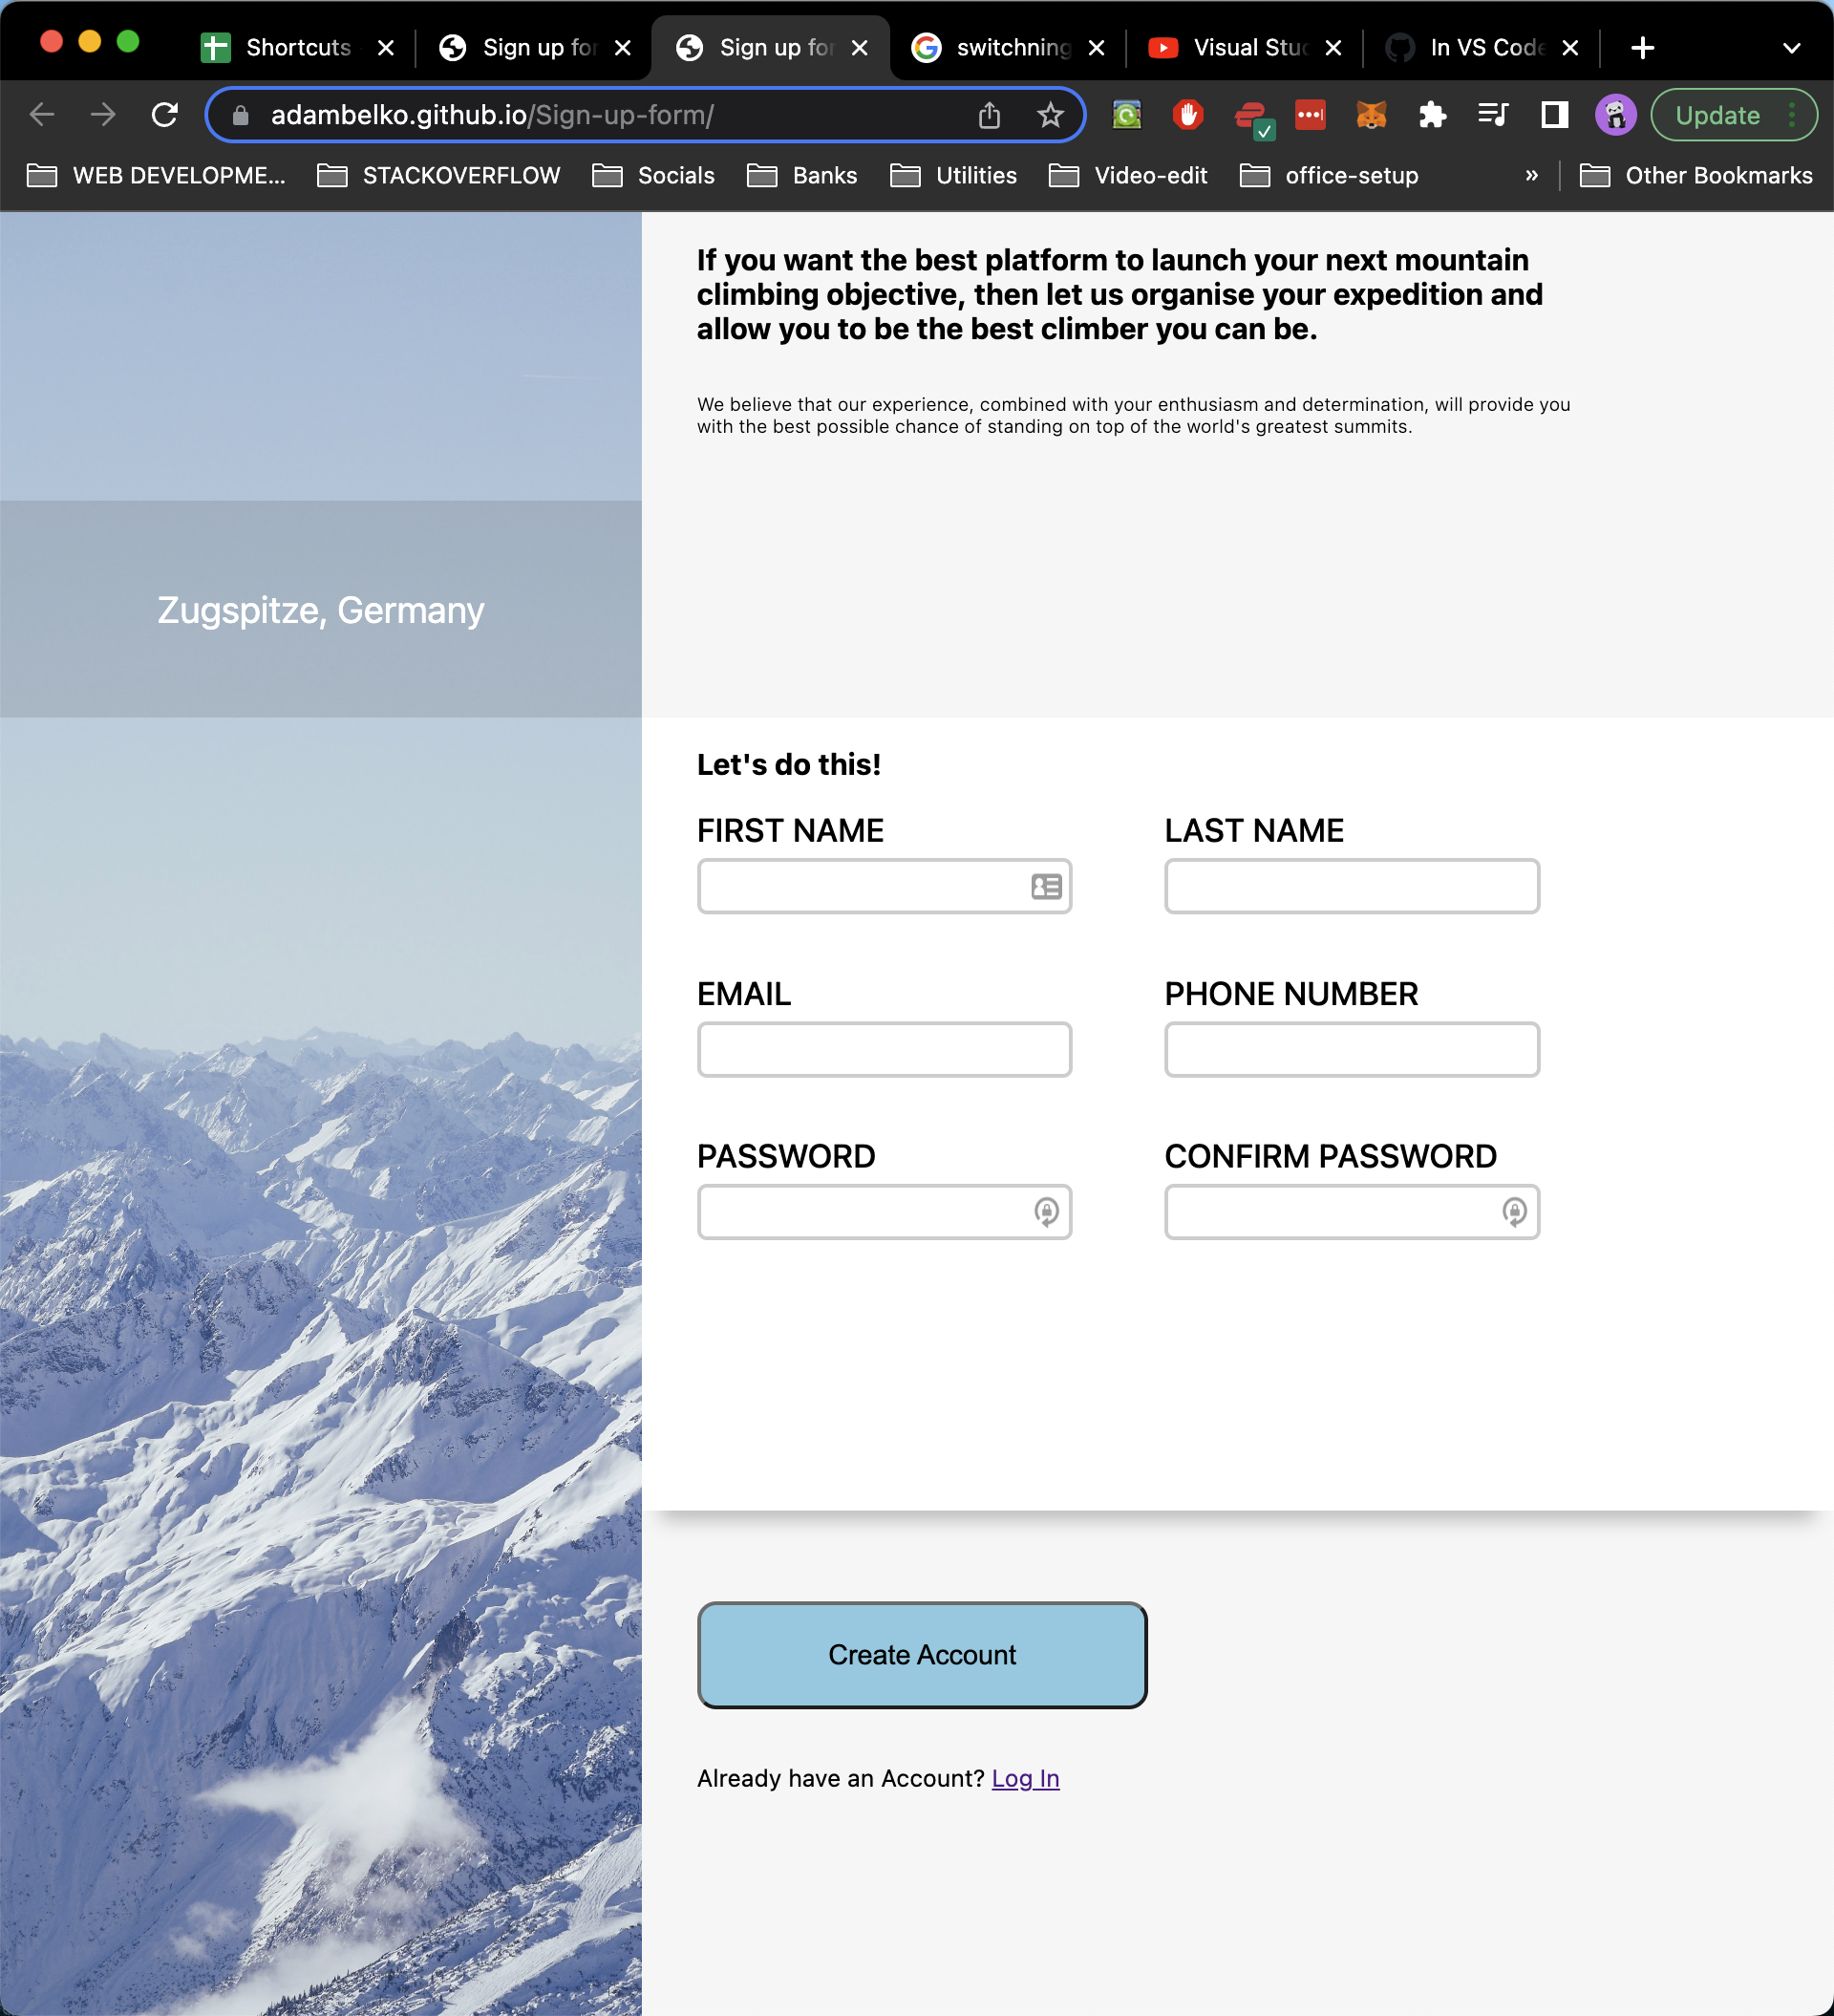 Shortcuts
Sign up for
Sign up for
switchning
Visual Stud
In VS Code
adambelko.github.io/Sign-up-form/
Update
WEB DEVELOPME...
STACKOVERFLOW
Socials
Banks
Utilities
Video-edit
office-setup
»
Other Bookmarks
If you want the best platform to launch your next mountain
climbing objective, then let us organise your expedition and
allow you to be the best climber you can be.
We believe that our experience, combined with your enthusiasm and determination, will provide you
with the best possible chance of standing on top of the world's greatest summits.
Zugspitze, Germany
Let's do this!
FIRST NAME
LAST NAME
EMAIL
PHONE NUMBER
PASSWORD
CONFIRM PASSWORD
Create Account
Already have an Account? Log In